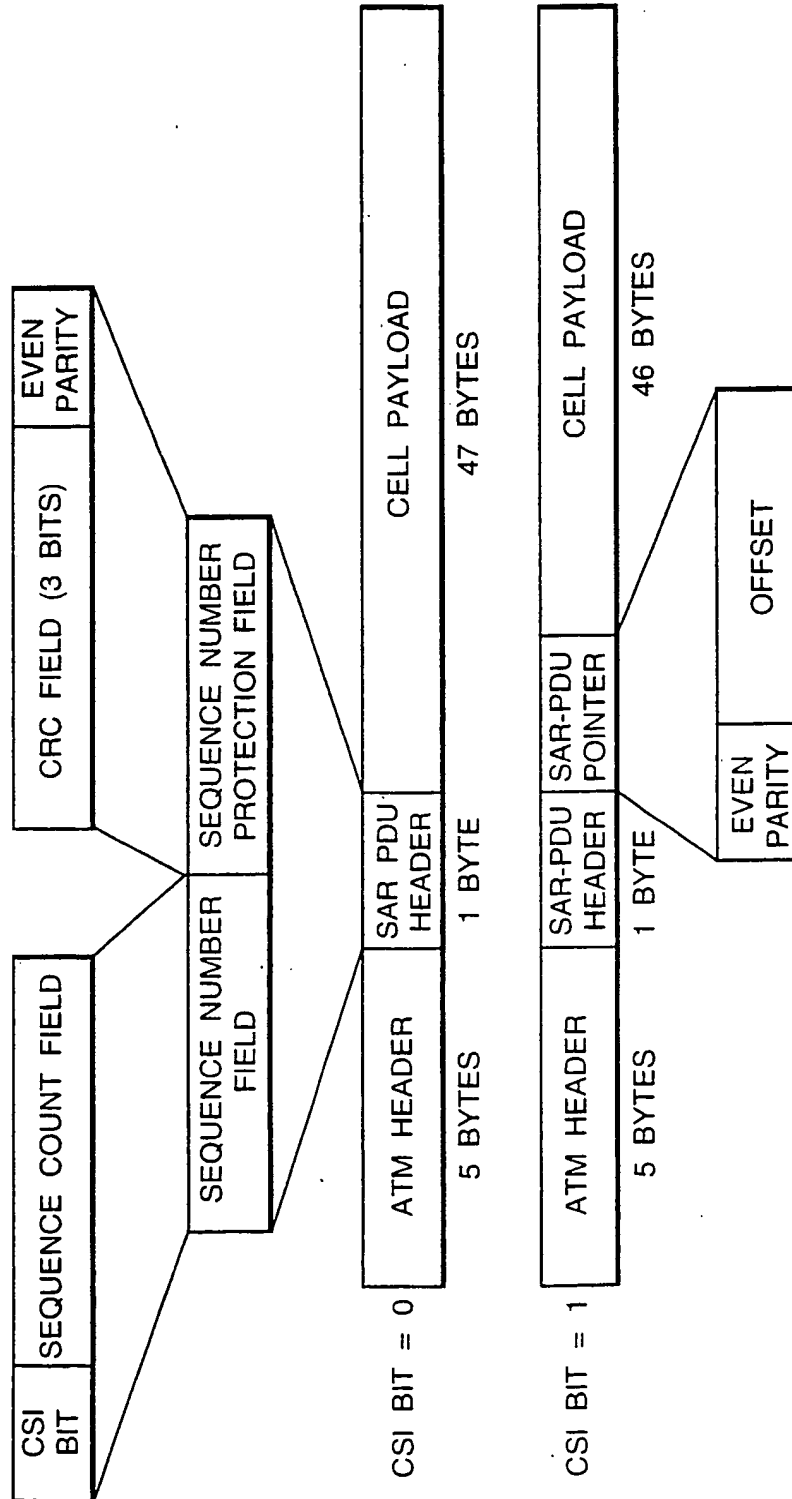 CSI
BIT
SEQUENCE COUNT FIELD
CRC FIELD (3 BITS)
EVEN
PARITY
SEQUENCE NUMBER
FIELD
SEQUENCE NUMBER
PROTECTION FIELD
CSI BIT = 0
ATM HEADER
SAR PDU
HEADER
CELL PAYLOAD
5 BYTES
1 BYTE
47 BYTES
CSI BIT = 1
ATM HEADER
SAR-PDU
HEADER
SAR-PDU
POINTER
CELL PAYLOAD
5 BYTES
1 BYTE
46 BYTES
EVEN
PARITY
OFFSET